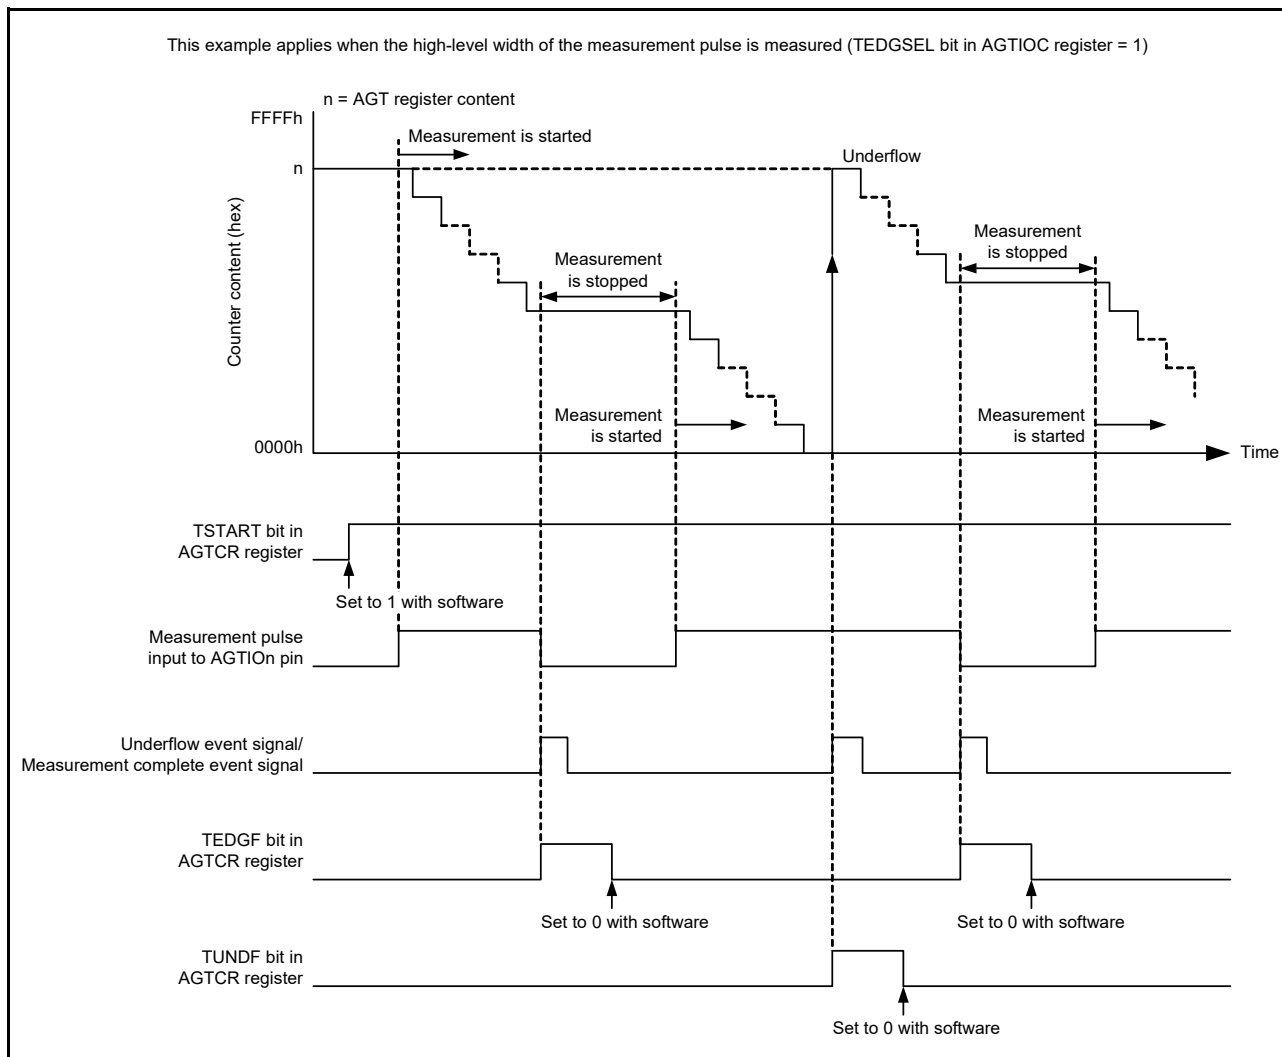 This example applies when the high-level width of the measurement pulse is measured (TEDGSEL bit in AGTIOC register = 1)
n = AGT register content
FFFFh
Measurement is started
n
Underflow
Counter content (hex)
Measurement
is stopped
Measurement
is stopped
Measurement
is started
Measurement
is started
0000h
Time
TSTART bit in
AGTCR register
Set to 1 with software
Measurement pulse
input to AGTIOn pin
Underflow event signal/
Measurement complete event signal
TEDGF bit in
AGTCR register
Set to 0 with software
Set to 0 with software
TUNDF bit in
AGTCR register
Set to 0 with software